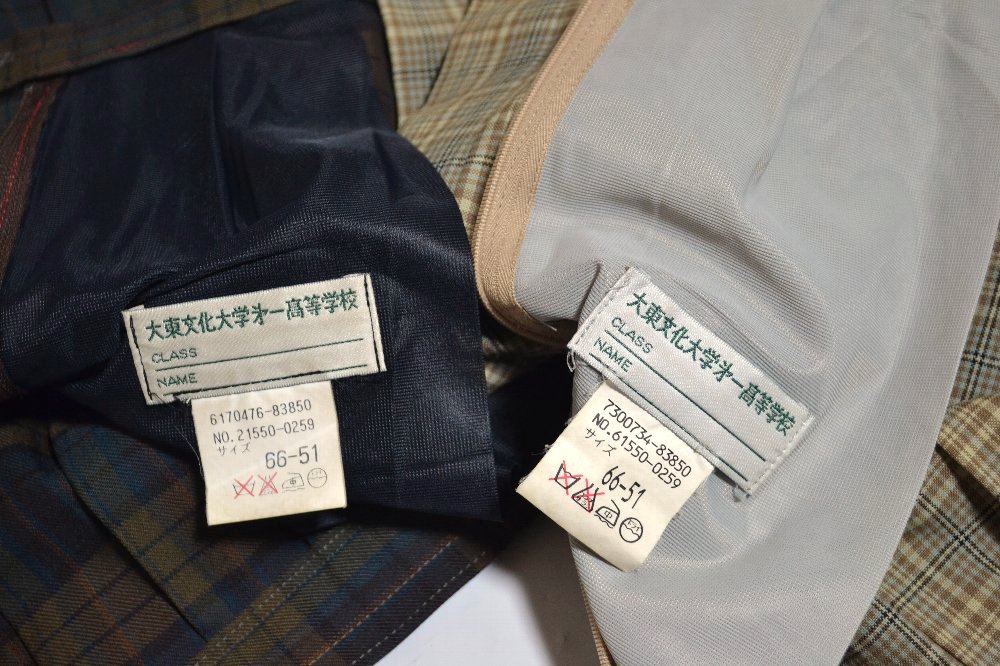 大東文化大学㐧一高等学校
CLASS
NAME
6170476-83850
NO.21550-0259
サイズ
66-51
大東文化大学㐧一高等学校
CLASS
NAME
7300734-83850
NO.61550-0259
サイズ
66-51